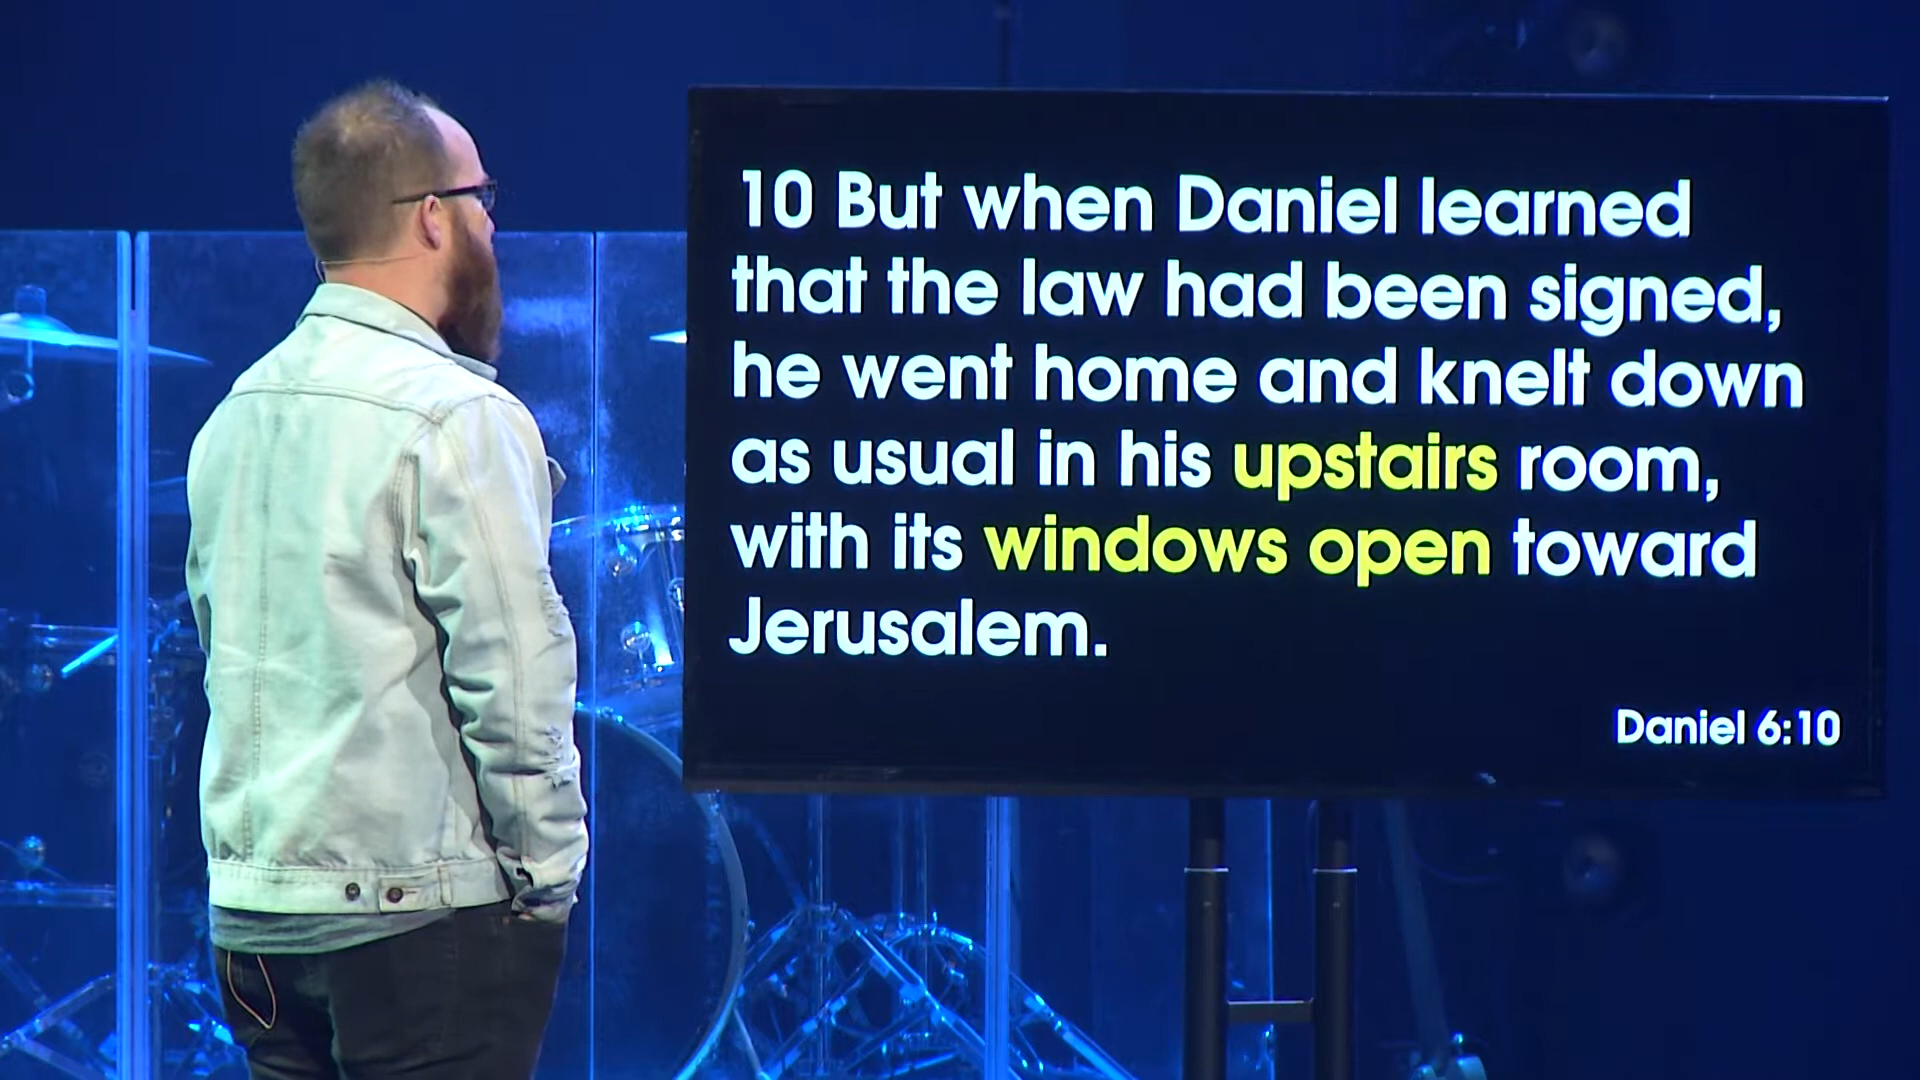 10 But when Daniel learned
that the law had been signed,
he went home and knelt down
as usual in his upstairs room,
with its windows open toward
Jerusalem.
Daniel 6:10